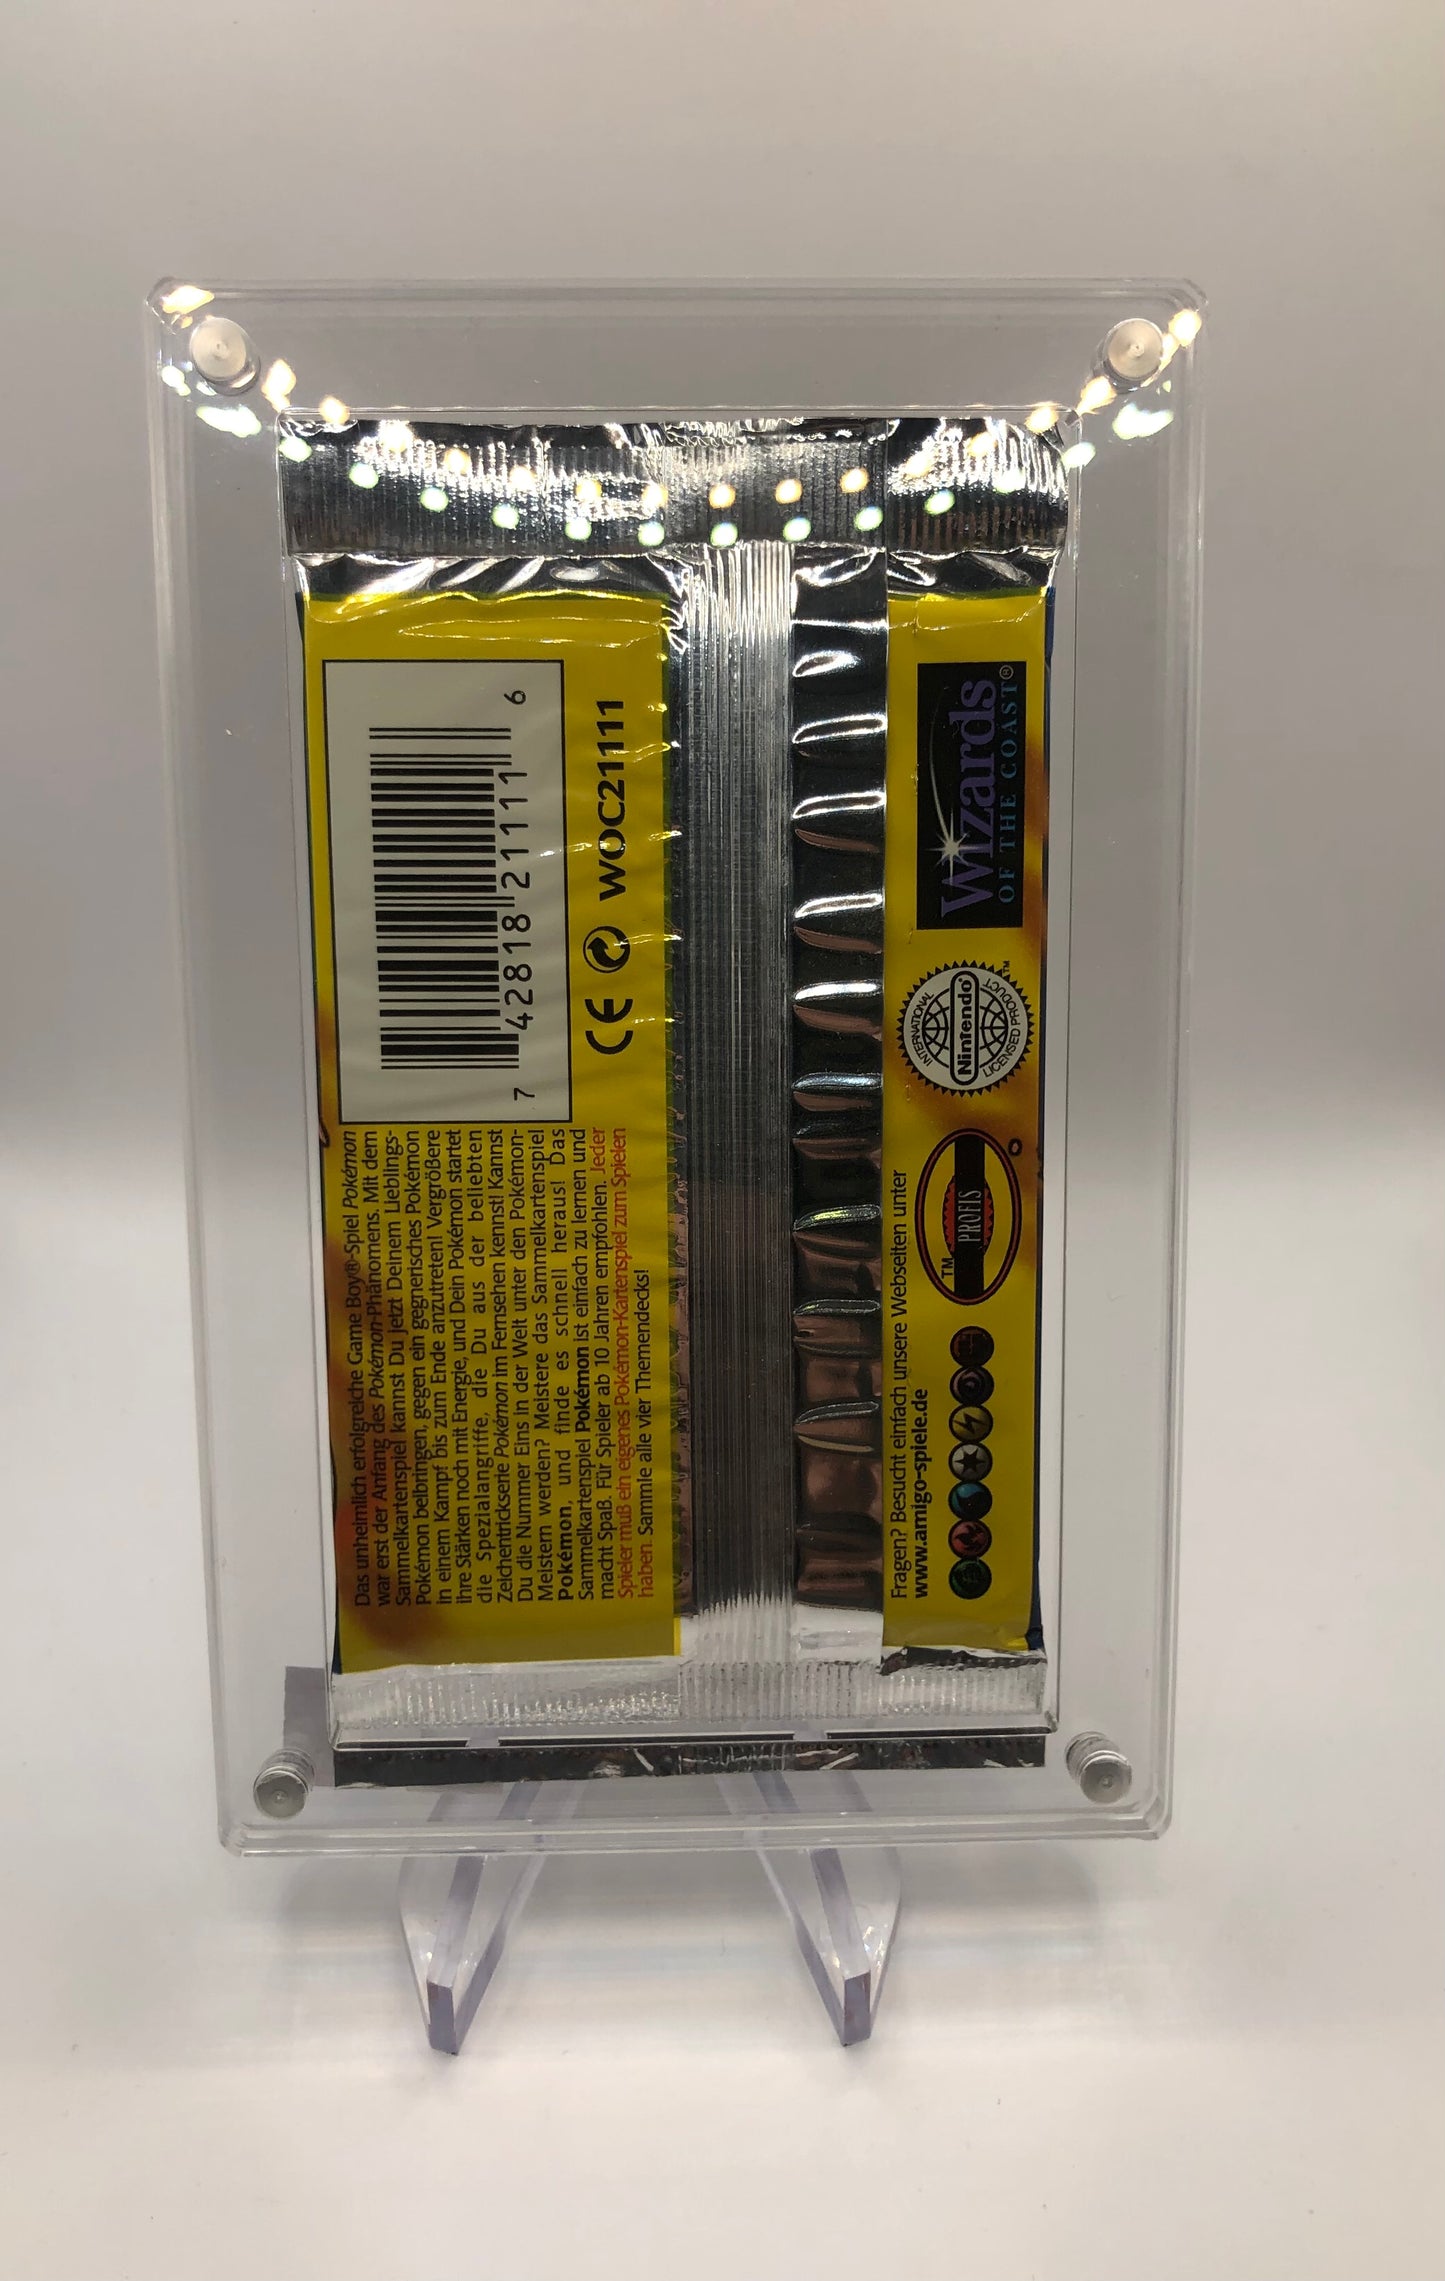 7 42818 21111 6
CE WOC21111
Das unheimlich erfolgreiche Game Boy®-Spiel Pokémon
war erst der Anfang des Pokémon-Phänomens. Mit dem
Sammelkartenspiel kannst Du jetzt Deinem Lieblings-
Pokémon beibringen, gegen ein gegnerisches Pokémon
in einem Kampf bis zum Ende anzutreten! Vergrößere
ihre Stärken noch mit Energie, und Dein Pokémon startet
die Spezialangriffe, die Du aus der beliebten
Zeichentrickserie Pokémon im Fernsehen kennst! Kannst
Du die Nummer Eins in der Welt unter den Pokémon-
Meistern werden? Meistere das Sammelkartenspiel
Pokémon, und finde es schnell heraus! Das
Sammelkartenspiel Pokémon ist einfach zu lernen und
macht Spaß. Für Spieler ab 10 Jahren empfohlen. Jeder
Spieler muß ein eigenes Pokémon-Kartenspiel zum Spielen
haben. Sammle alle vier Themendecks!
Fragen? Besucht einfach unsere Webseiten unter
www.amigo-spiele.de
TM PROFIS
INTERNATIONAL
Nintendo®
LICENSED PRODUCT™
Wizards
OF THE COAST®